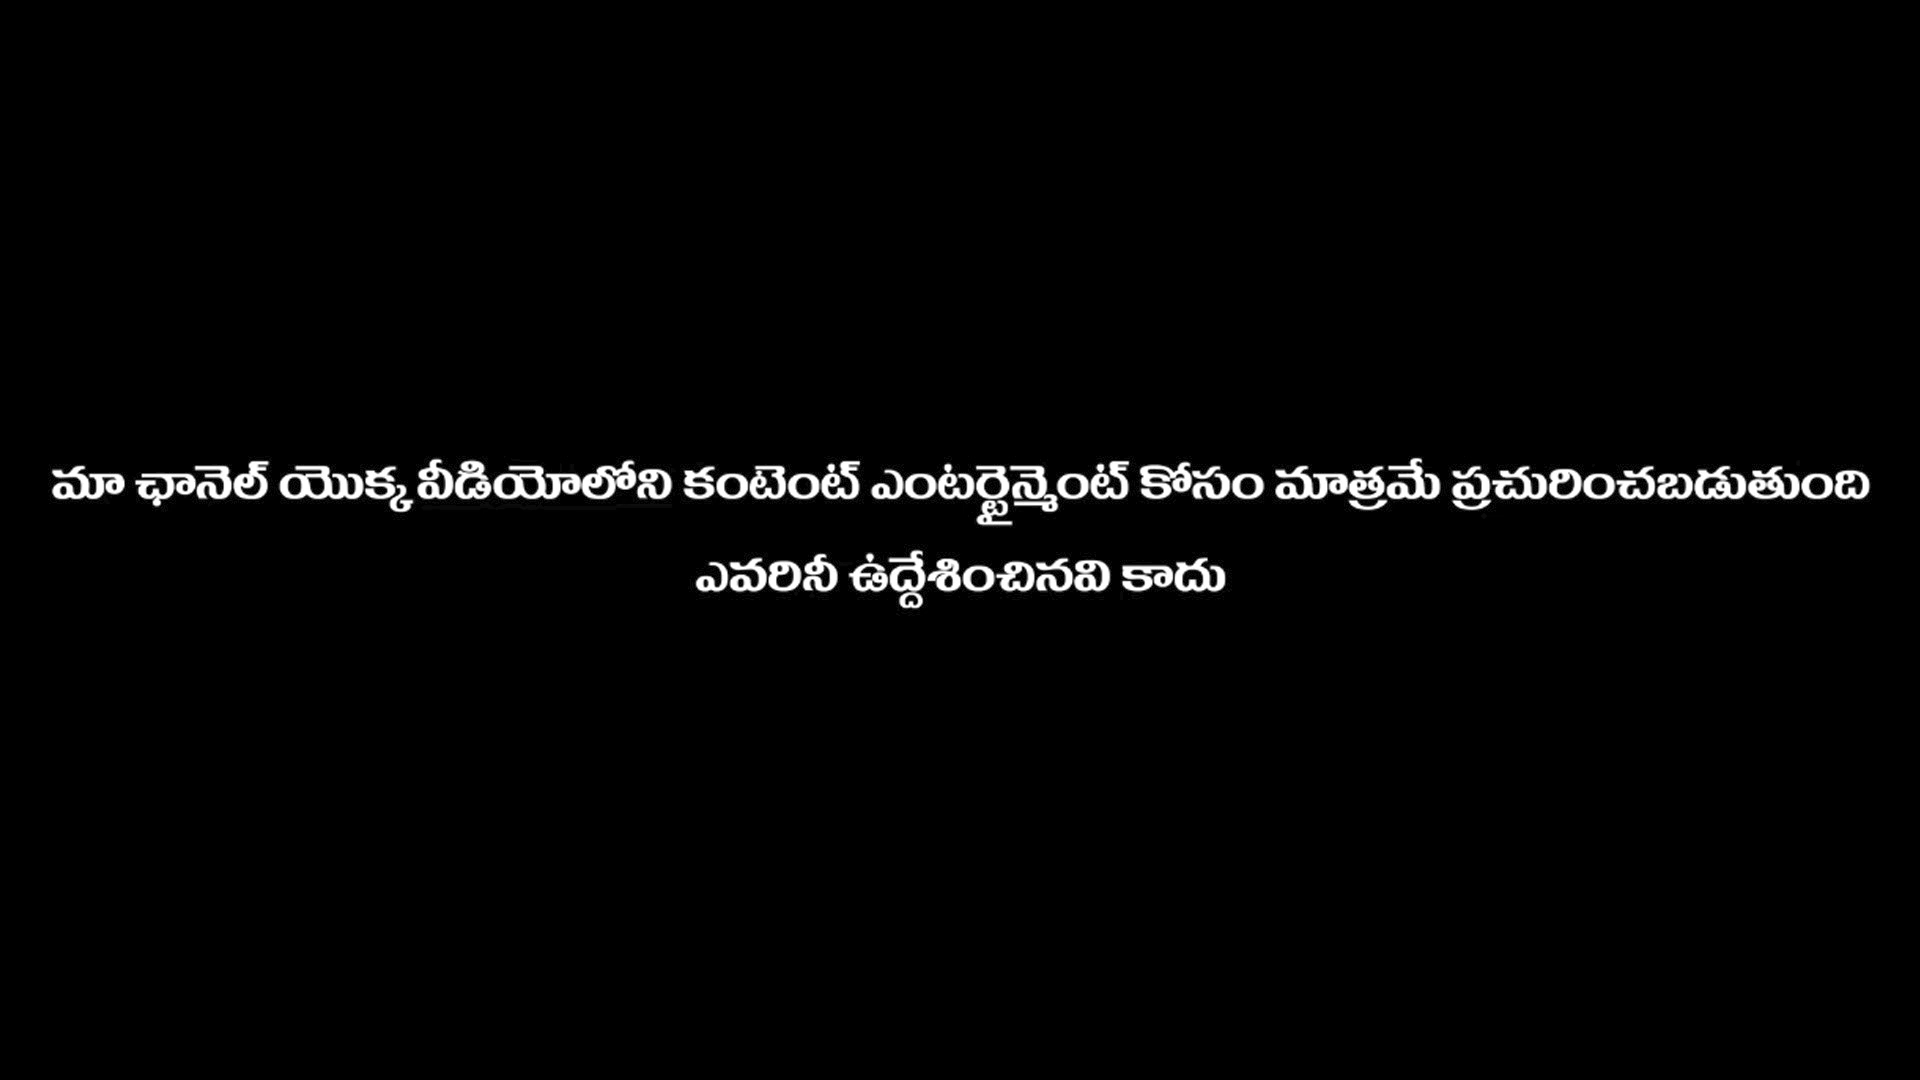 మా ఛానెల్ యొక్క వీడియోలోని కంటెంట్ ఎంటర్టైన్మెంట్ కోసం మాత్రమే ప్రచురించబడుతుంది
ఎవరినీ ఉద్దేశించినవి కాదు